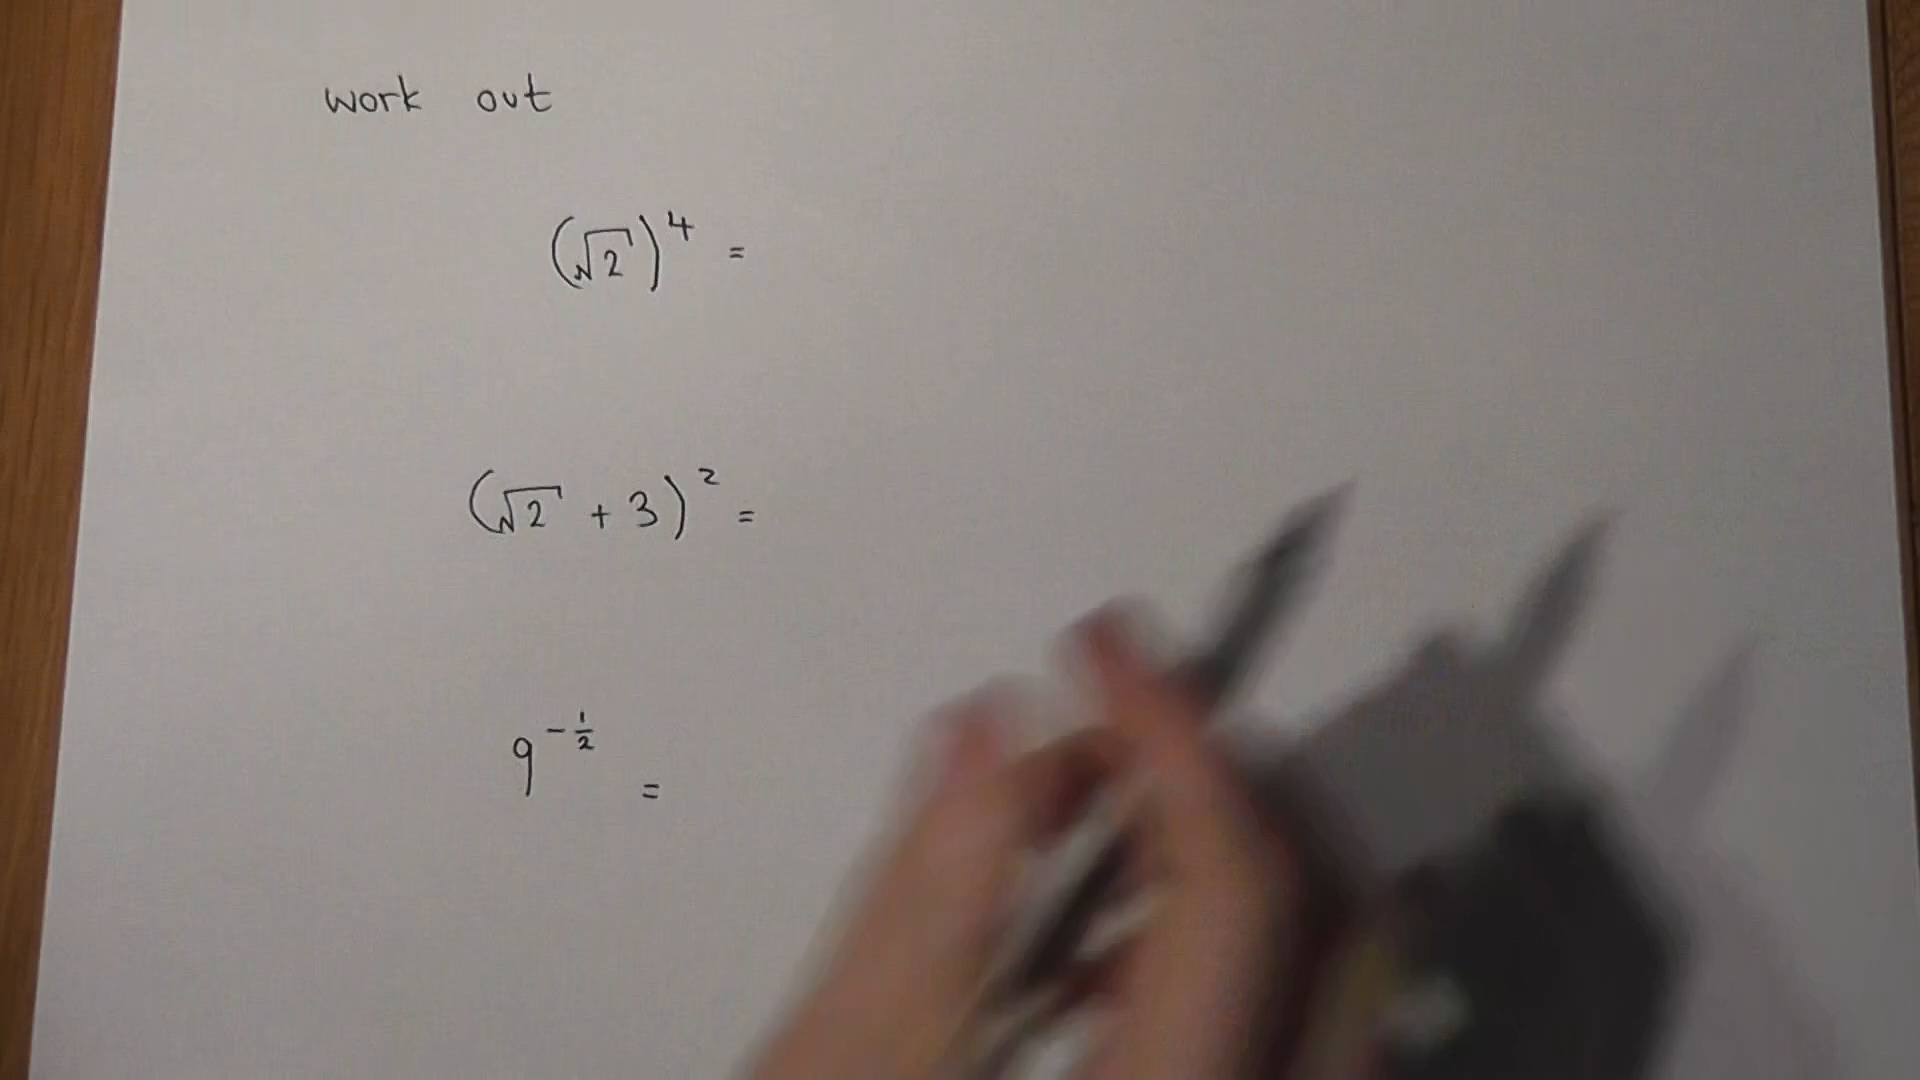 work out
(√2)⁴ =
(√2 + 3)² =
9^(-1/2) =